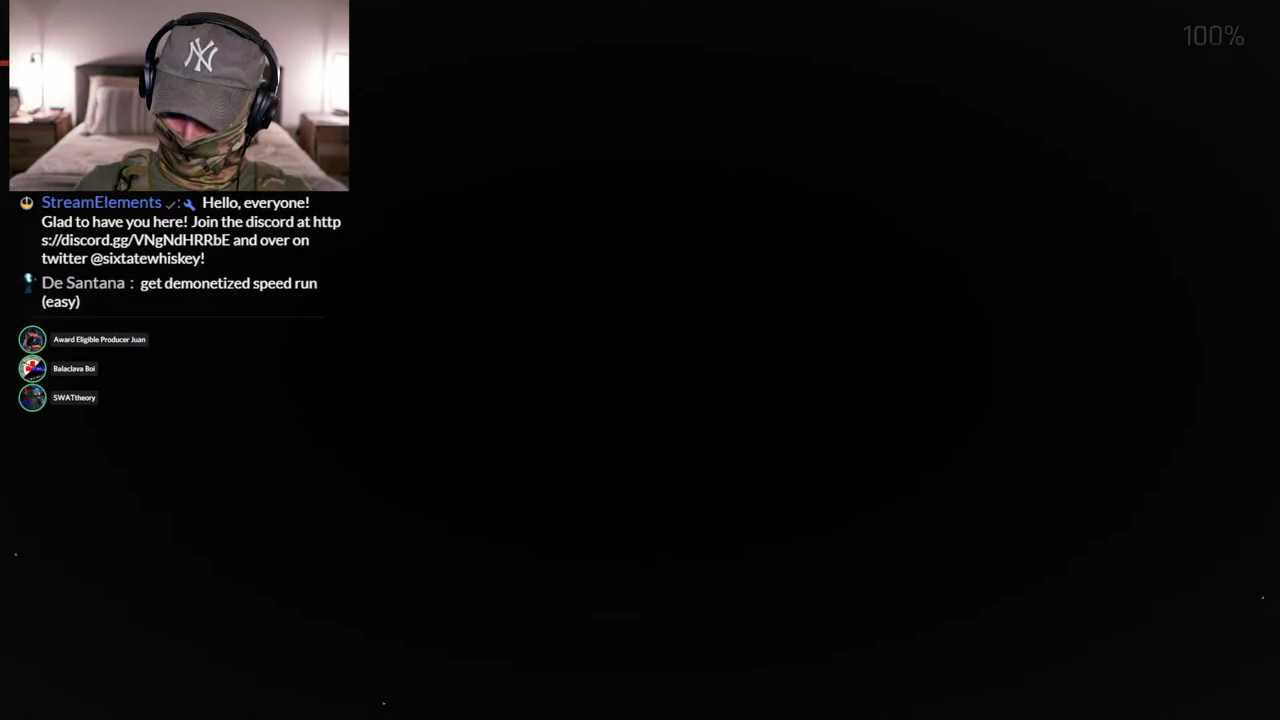 100%
NY
StreamElements : Hello, everyone!
Glad to have you here! Join the discord at http
s://discord.gg/VNgNdHRRbE and over on
twitter @sixtatewhiskey!
De Santana : get demonetized speed run
(easy)
Award Eligible Producer Juan
Balaclava Boi
SWATtheory